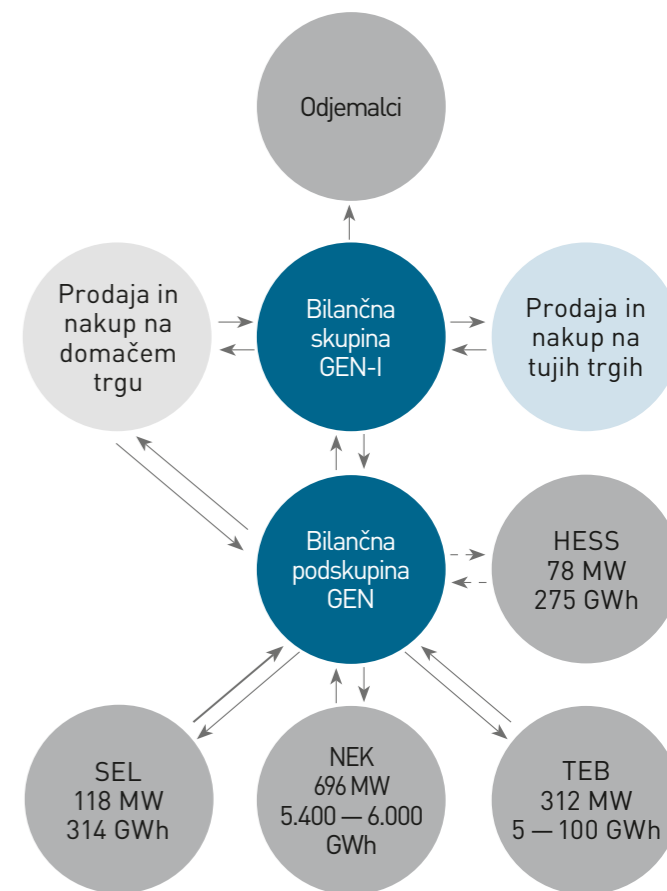 Odjemalci
Prodaja in
nakup na
domačem
trgu
Bilančna
skupina
GEN-I
Prodaja in
nakup na
tujih trgih
Bilančna
podskupina
GEN
HESS
78 MW
275 GWh
SEL
118 MW
314 GWh
NEK
696 MW
5.400 — 6.000
GWh
TEB
312 MW
5 — 100 GWh